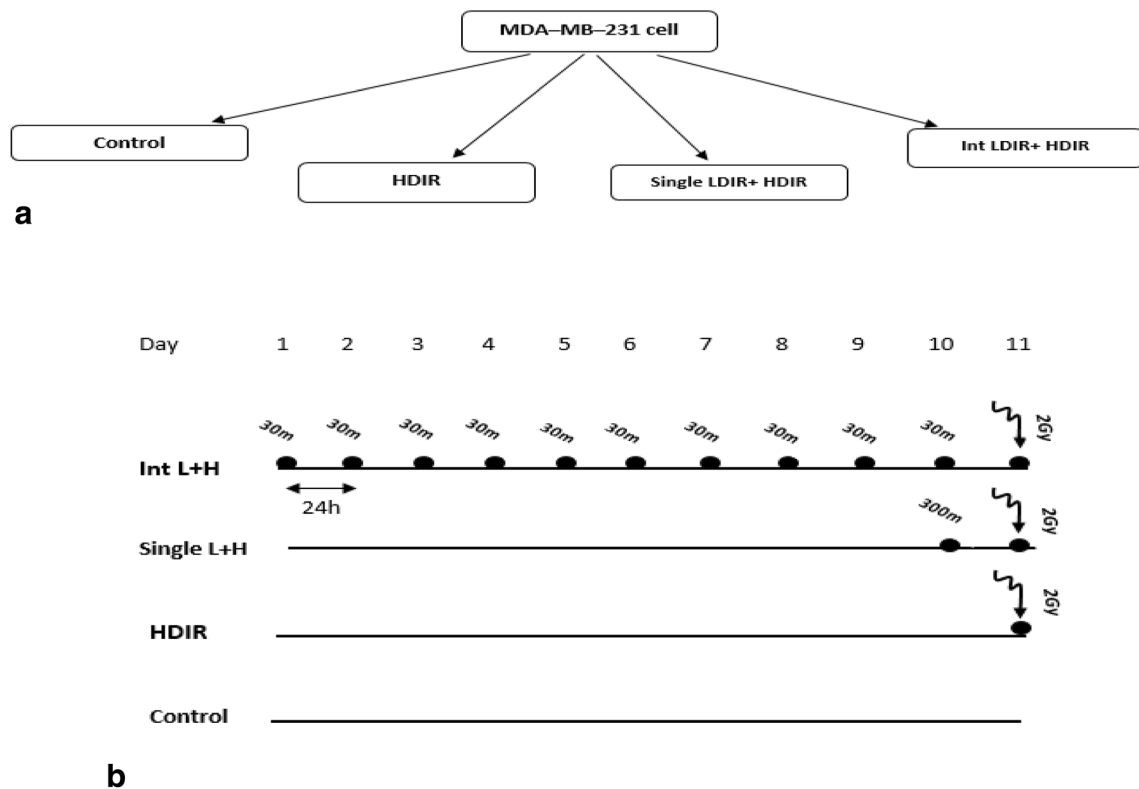 MDA–MB–231 cell
Control
HDIR
Single LDIR+ HDIR
Int LDIR+ HDIR
a
Day 1 2 3 4 5 6 7 8 9 10 11
30m 30m 30m 30m 30m 30m 30m 30m 30m 30m 2Gy
Int L+H
24h
300m 2Gy
Single L+H
2Gy
HDIR
Control
b